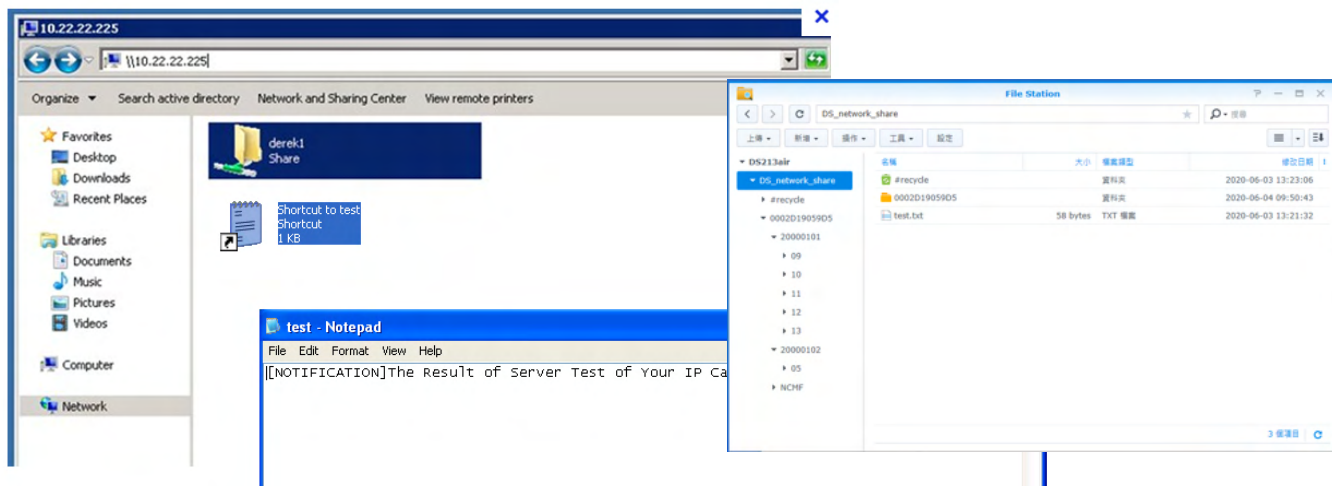 10.22.22.225
\\10.22.22.225
Organize Search active directory Network and Sharing Center View remote printers
Favorites
Desktop
Downloads
Recent Places
Libraries
Documents
Music
Pictures
Videos
Computer
Network
derek1
Share
Shortcut to test
Shortcut
1 KB
test - Notepad
File Edit Format View Help
[NOTIFICATION]The Result of Server Test of Your IP Ca
File Station
DS_network_share
搜尋
上傳 新增 操作 工具 設定
DS213air
DS_network_share
#recycle
0002D19059D5
20000101
09
10
11
12
13
20000102
05
NCMF
名稱 大小 檔案類型 修改日期
#recycle 資料夾 2020-06-03 13:23:06
0002D19059D5 資料夾 2020-06-04 09:50:43
test.txt 58 bytes TXT 檔案 2020-06-03 13:21:32
3 個項目